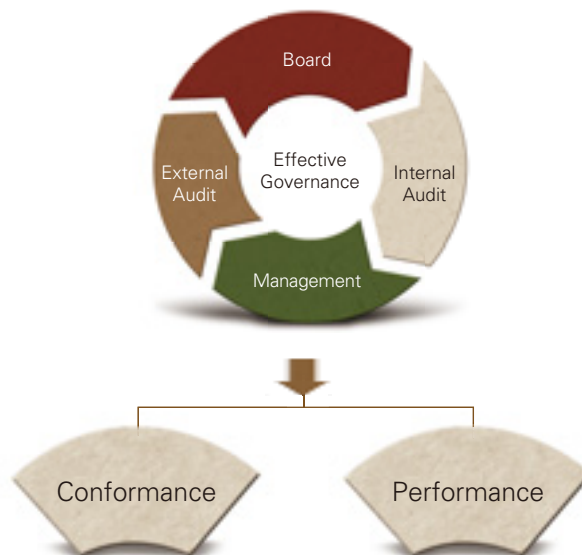 Board
External
Audit
Effective
Governance
Internal
Audit
Management
Conformance
Performance